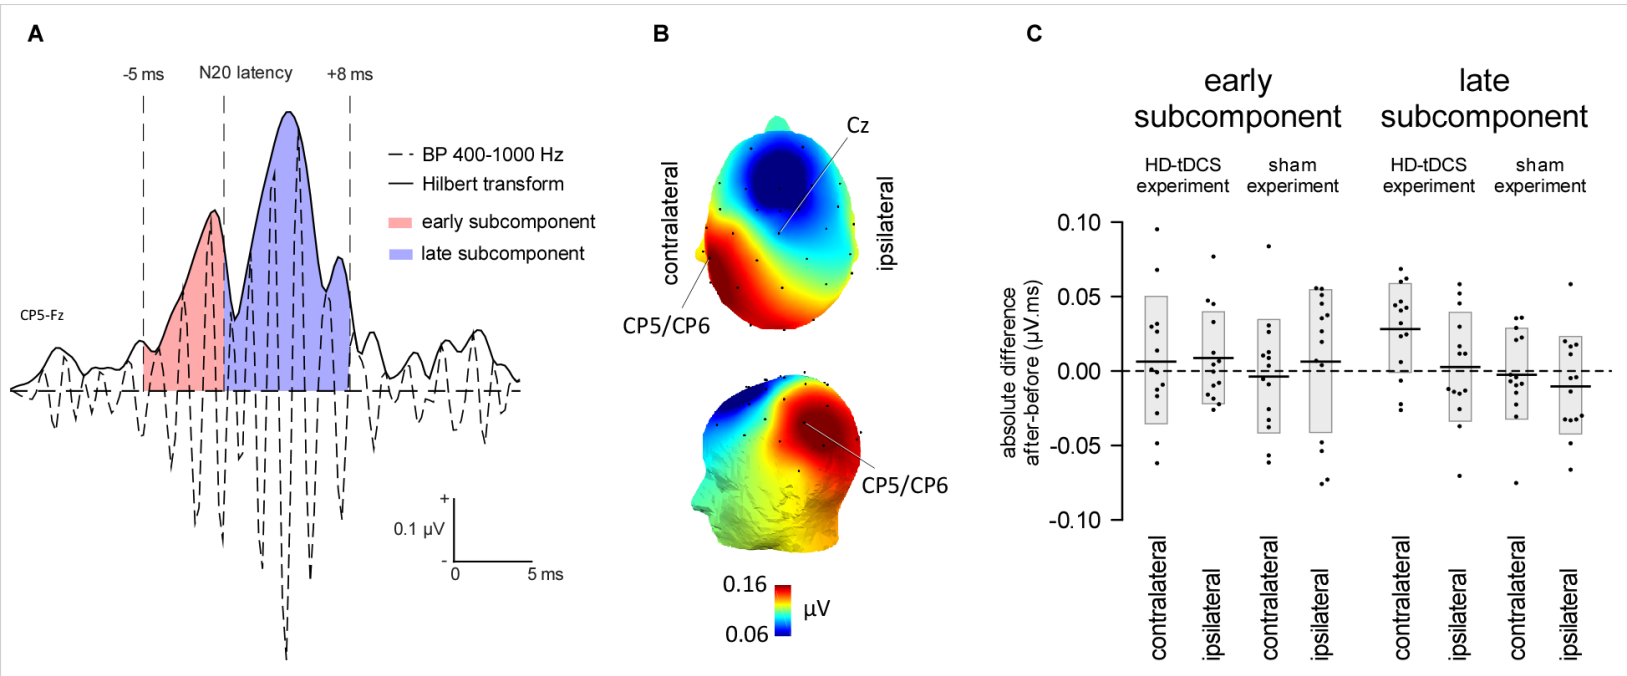 A
-5 ms
N20 latency
+8 ms
BP 400-1000 Hz
Hilbert transform
early subcomponent
late subcomponent
CP5-Fz
+
0.1 µV
-
0
5 ms
B
Cz
contralateral
ipsilateral
CP5/CP6
CP5/CP6
0.16
µV
0.06
C
early
subcomponent
late
subcomponent
HD-tDCS
experiment
sham
experiment
HD-tDCS
experiment
sham
experiment
absolute difference
after-before (µV.ms)
0.10
0.05
0.00
-0.05
-0.10
contralateral
ipsilateral
contralateral
ipsilateral
contralateral
ipsilateral
contralateral
ipsilateral